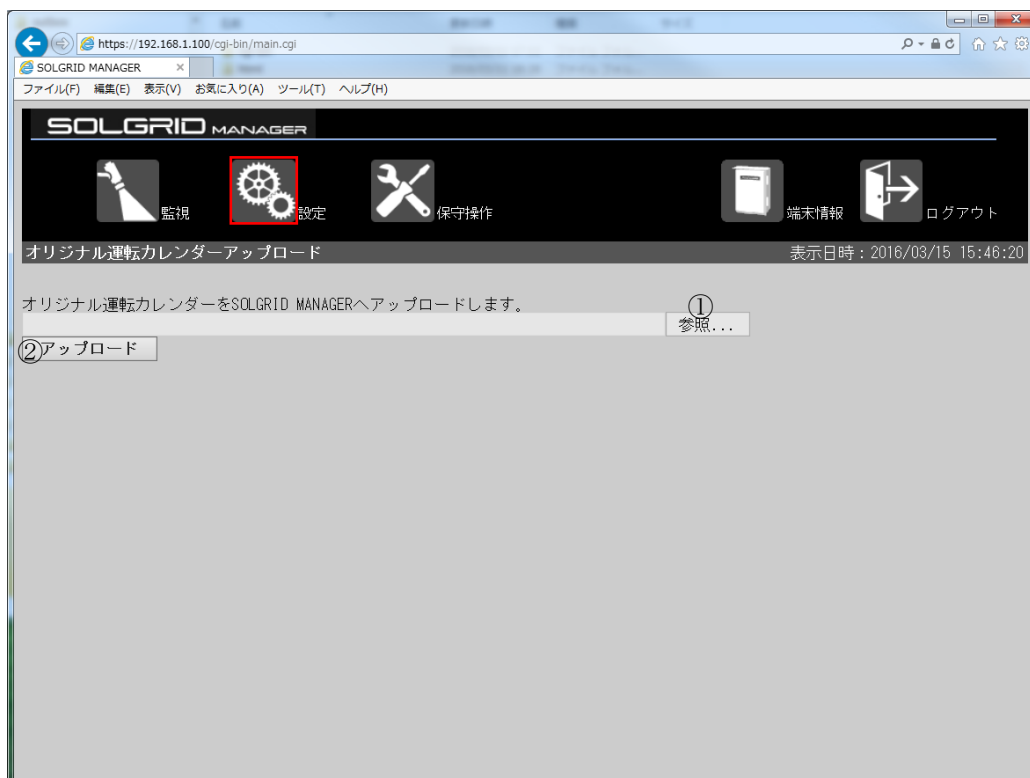 https://192.168.1.100/cgi-bin/main.cgi
SOLGRID MANAGER ×
ファイル(F) 編集(E) 表示(V) お気に入り(A) ツール(T) ヘルプ(H)
SOLGRID MANAGER
監視 設定 保守操作 端末情報 ログアウト
オリジナル運転カレンダーアップロード 表示日時：2016/03/15 15:46:20
オリジナル運転カレンダーをSOLGRID MANAGERへアップロードします。
①
参照...
②アップロード